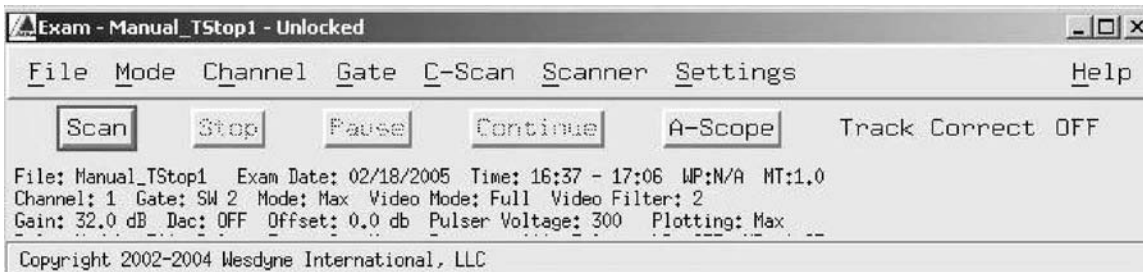 Exam - Manual_TStop1 - Unlocked
File Mode Channel Gate C-Scan Scanner Settings Help
Scan Stop Pause Continue A-Scope Track Correct OFF
File: Manual_TStop1 Exam Date: 02/18/2005 Time: 16:37 - 17:06 WP:N/A MT:1.0
Channel: 1 Gate: SW 2 Mode: Max Video Mode: Full Video Filter: 2
Gain: 32.0 dB Dac: OFF Offset: 0.0 db Pulser Voltage: 300 Plotting: Max
Copyright 2002-2004 Wesdyne International, LLC